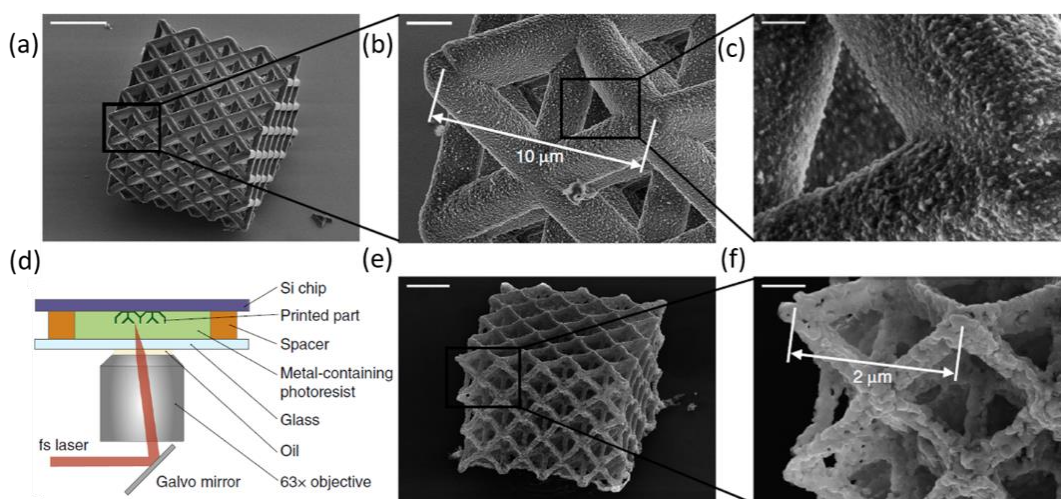 (a)
(b)
(c)
10 μm
(d)
Si chip
Printed part
Spacer
Metal-containing
photoresist
Glass
Oil
63× objective
fs laser
Galvo mirror
(e)
(f)
2 μm